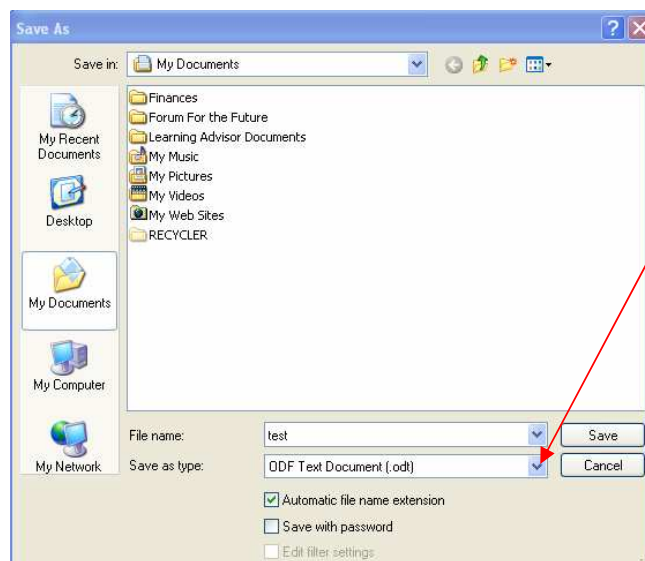 Save As
Save in: My Documents
My Recent
Documents
Desktop
My Documents
My Computer
My Network
Finances
Forum For the Future
Learning Advisor Documents
My Music
My Pictures
My Videos
My Web Sites
RECYCLER
File name: test Save
Save as type: ODF Text Document (.odt) Cancel
Automatic file name extension
Save with password
Edit filter settings